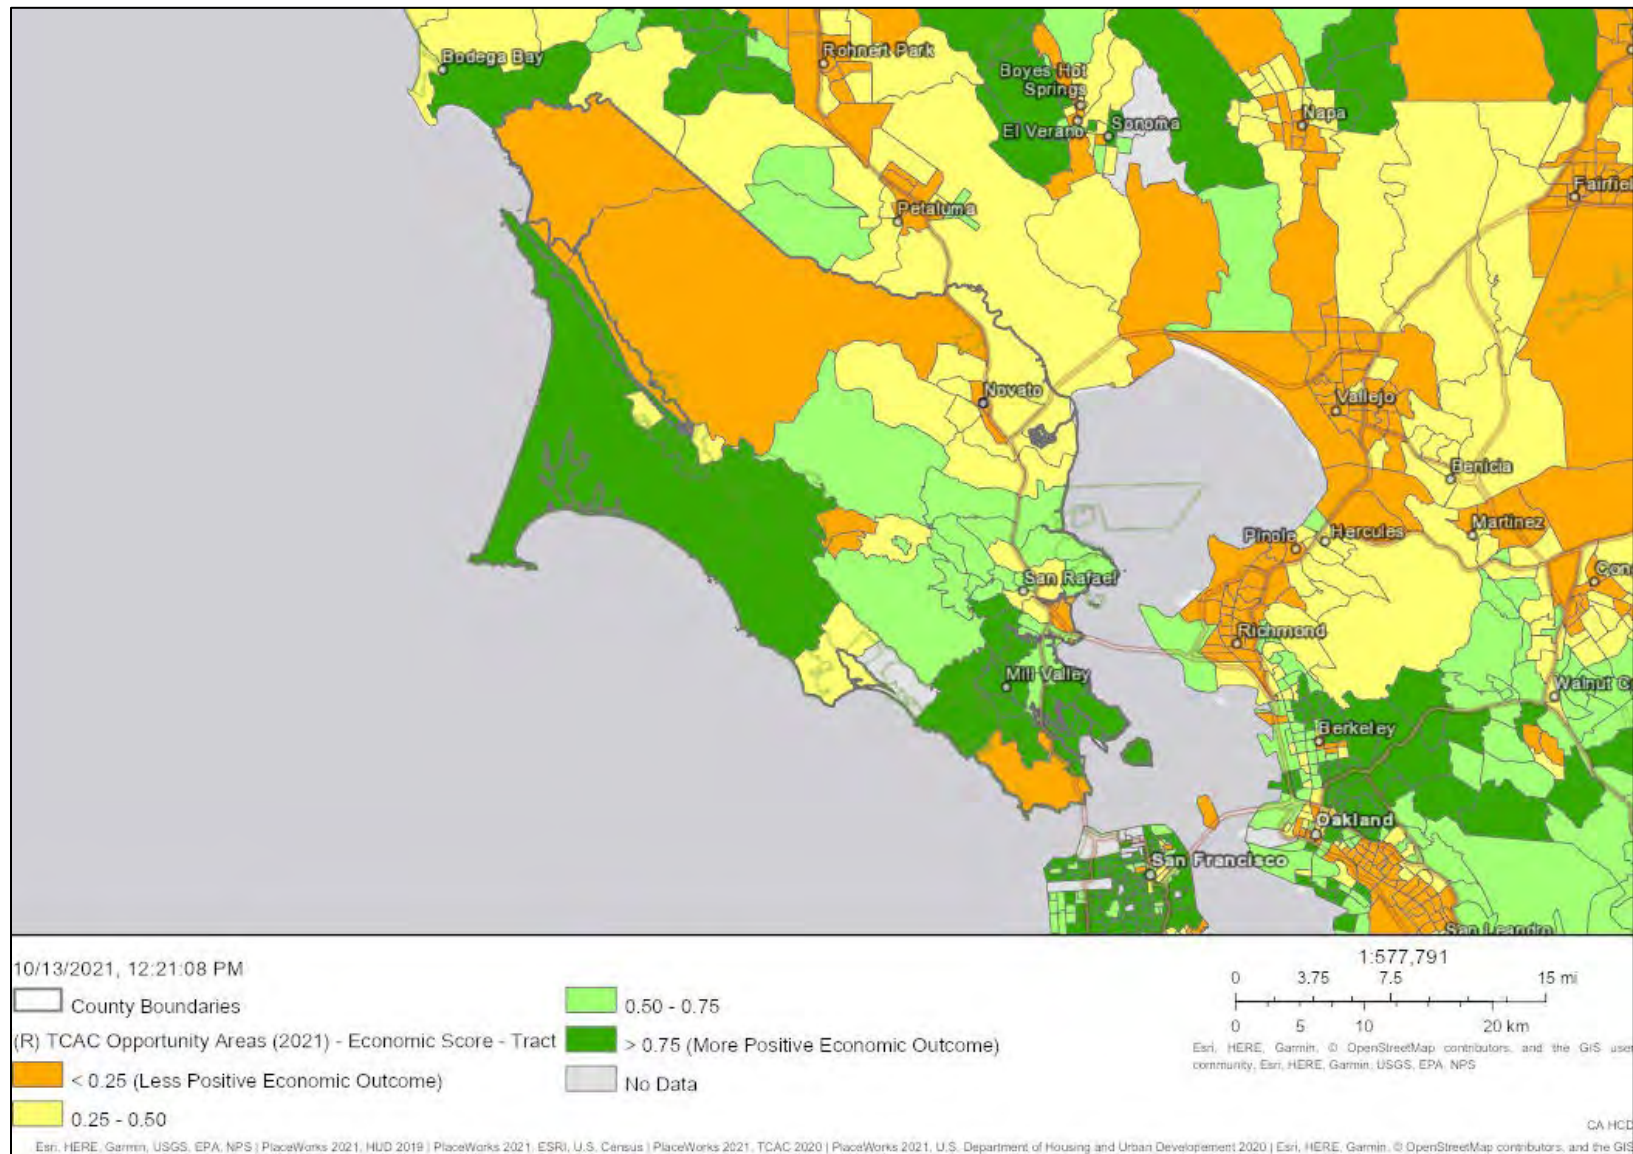 Bodega Bay
Rohnert Park
Boyes Hot
Springs
El Verano
Sonoma
Napa
Fairfiel
Petaluma
Novato
Vallejo
Benicia
Pinole
Hercules
Martinez
Con
San Rafael
Richmond
Mill Valley
Walnut C
Berkeley
Oakland
San Francisco
San Leandro
10/13/2021, 12:21:08 PM
County Boundaries
(R) TCAC Opportunity Areas (2021) - Economic Score - Tract
< 0.25 (Less Positive Economic Outcome)
0.25 - 0.50
0.50 - 0.75
> 0.75 (More Positive Economic Outcome)
No Data
1:577,791
0 3.75 7.5 15 mi
0 5 10 20 km
Esri, HERE, Garmin, © OpenStreetMap contributors, and the GIS user
community, Esri, HERE, Garmin, USGS, EPA, NPS
CA HCD
Esri, HERE, Garmin, USGS, EPA, NPS | PlaceWorks 2021, HUD 2019 | PlaceWorks 2021, ESRI, U.S. Census | PlaceWorks 2021, TCAC 2020 | PlaceWorks 2021, U.S. Department of Housing and Urban Developement 2020 | Esri, HERE, Garmin, © OpenStreetMap contributors, and the GIS